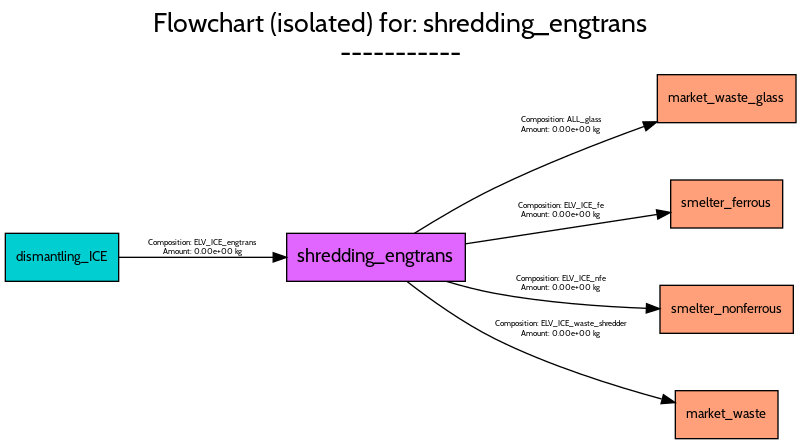 Flowchart (isolated) for: shredding_engtrans
-----------
market_waste_glass
Composition: ALL_glass
Amount: 0.00e+00 kg
smelter_ferrous
Composition: ELV_ICE_fe
Amount: 0.00e+00 kg
dismantling_ICE
Composition: ELV_ICE_engtrans
Amount: 0.00e+00 kg
shredding_engtrans
Composition: ELV_ICE_nfe
Amount: 0.00e+00 kg
smelter_nonferrous
Composition: ELV_ICE_waste_shredder
Amount: 0.00e+00 kg
market_waste